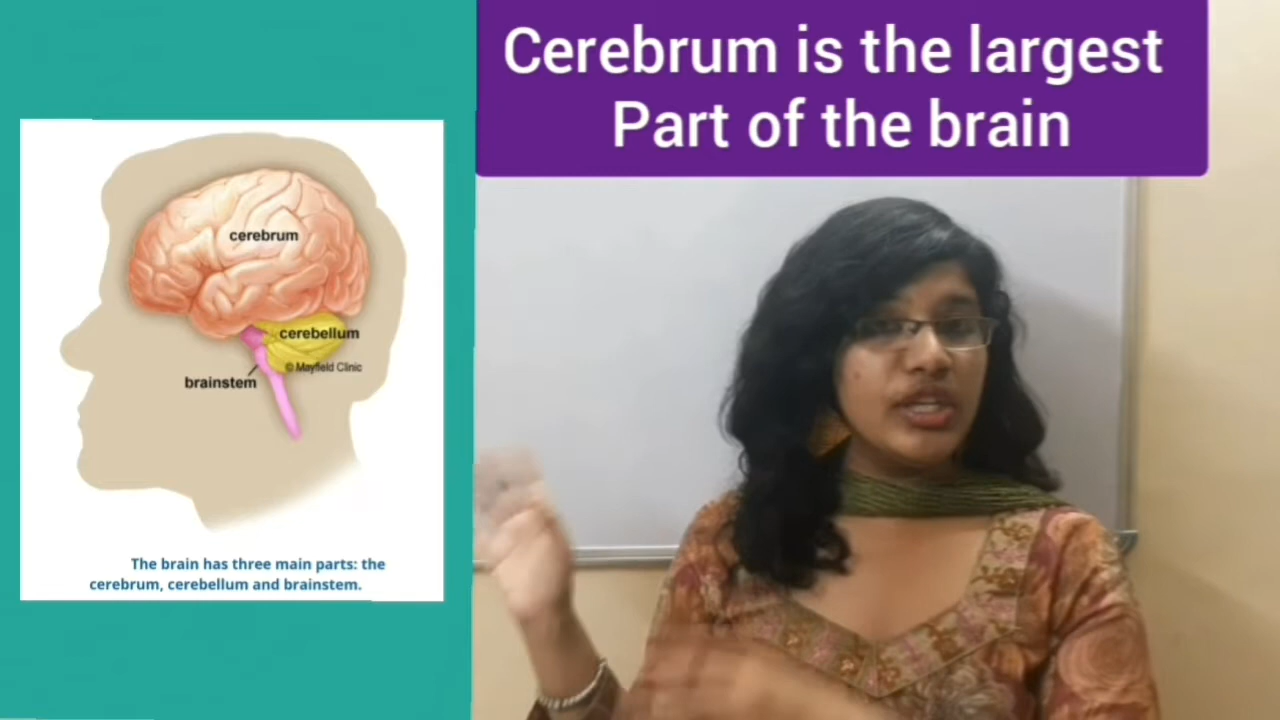 Cerebrum is the largest
Part of the brain
cerebrum
cerebellum
© Mayfield Clinic
brainstem
The brain has three main parts: the
cerebrum, cerebellum and brainstem.